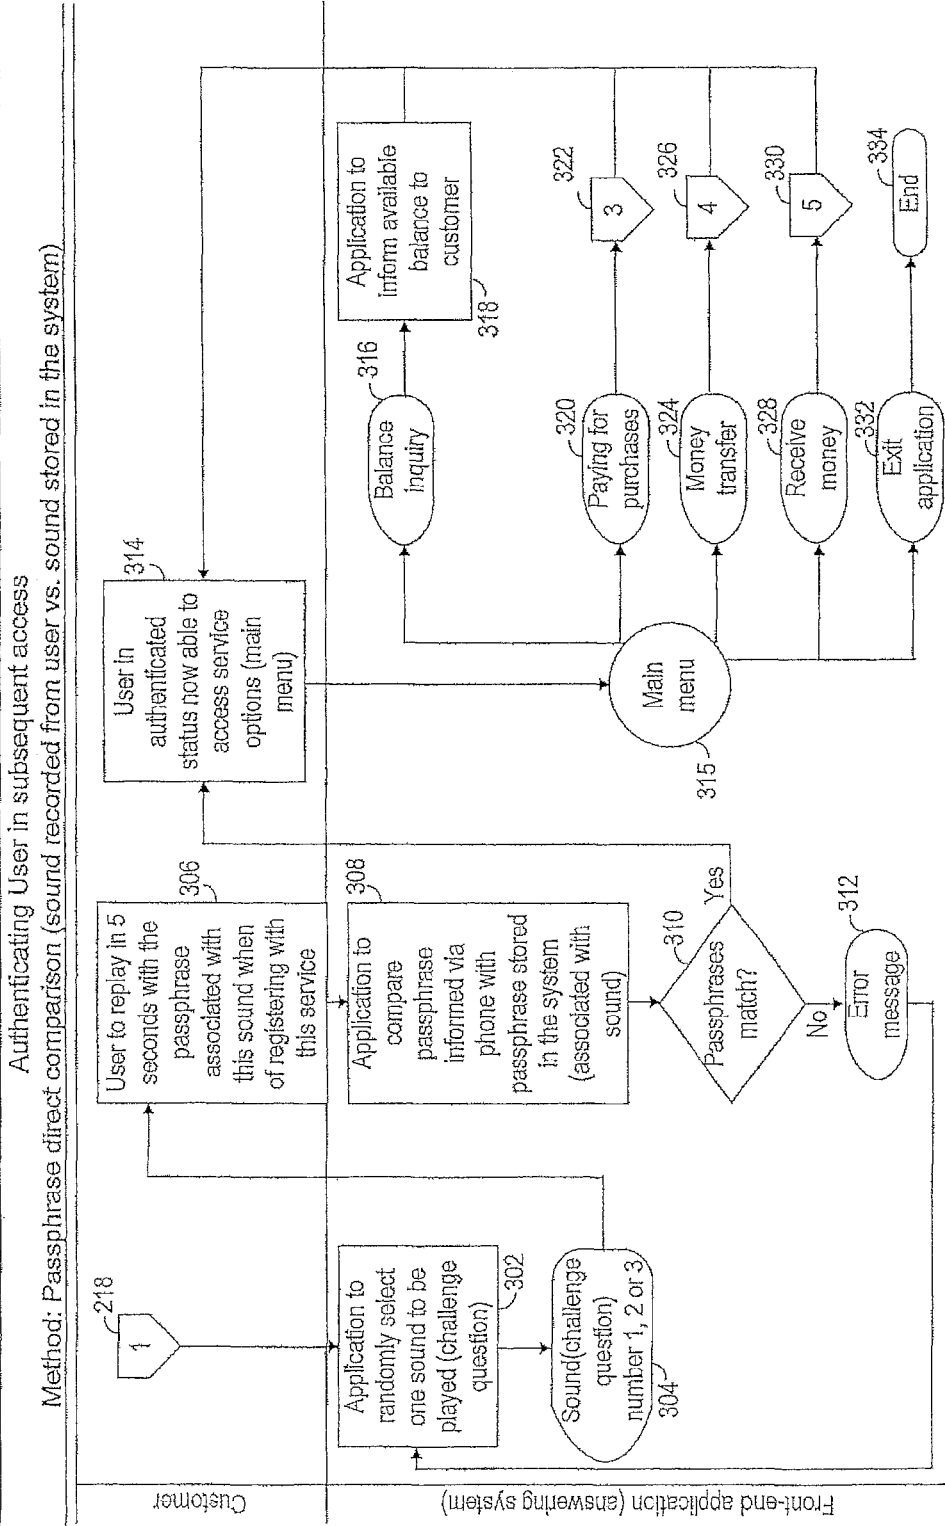 Authenticating User in subsequent access
Method: Passphrase direct comparison (sound recorded from user vs. sound stored in the system)
Customer
218
1
User to replay in 5
seconds with the
passphrase
associated with
this sound when
of registering with
this service
306
User in
authenticated
status now able to
access service
options (main
menu)
314
Front-end application (answering system)
Application to
randomly select
one sound to be
played (challenge
question)
302
Sound(challenge
question)
number 1, 2 or 3
304
Application to
compare
passphrase
informed via
phone with
passphrase stored
in the system
(associated with
sound)
308
Passphrases
match?
310
Yes
No
Error
message
312
Main
menu
315
Balance
inquiry
316
Application to
inform available
balance to
customer
318
Paying for
purchases
320
3
322
Money
transfer
324
4
326
Receive
money
328
5
330
Exit
application
332
End
334